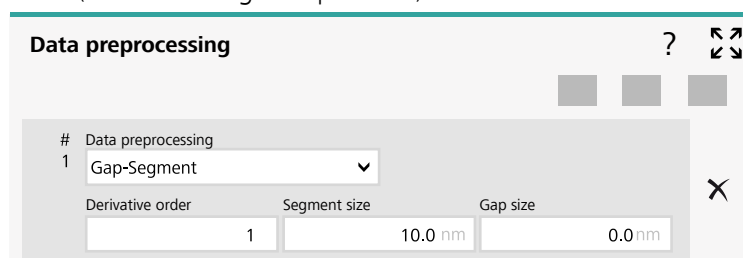 Data preprocessing ?
# Data preprocessing
1 Gap-Segment
Derivative order Segment size Gap size
1 10.0 nm 0.0 nm